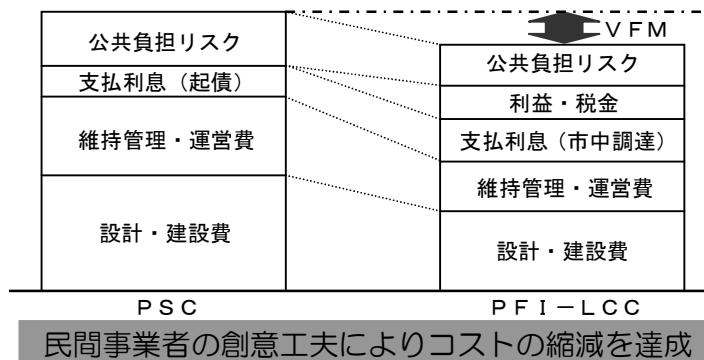 ＶＦＭ
公共負担リスク
支払利息（起債）
維持管理・運営費
設計・建設費
公共負担リスク
利益・税金
支払利息（市中調達）
維持管理・運営費
設計・建設費
ＰＳＣ
ＰＦＩ－ＬＣＣ
民間事業者の創意工夫によりコストの縮減を達成